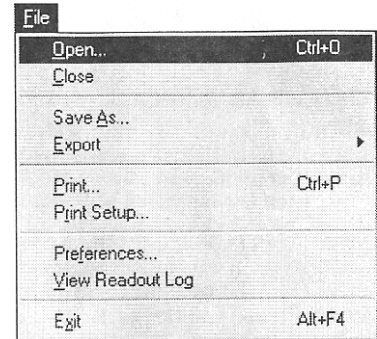 File
Open... Ctrl+O
Close
Save As...
Export
Print... Ctrl+P
Print Setup...
Preferences...
View Readout Log
Exit Alt+F4